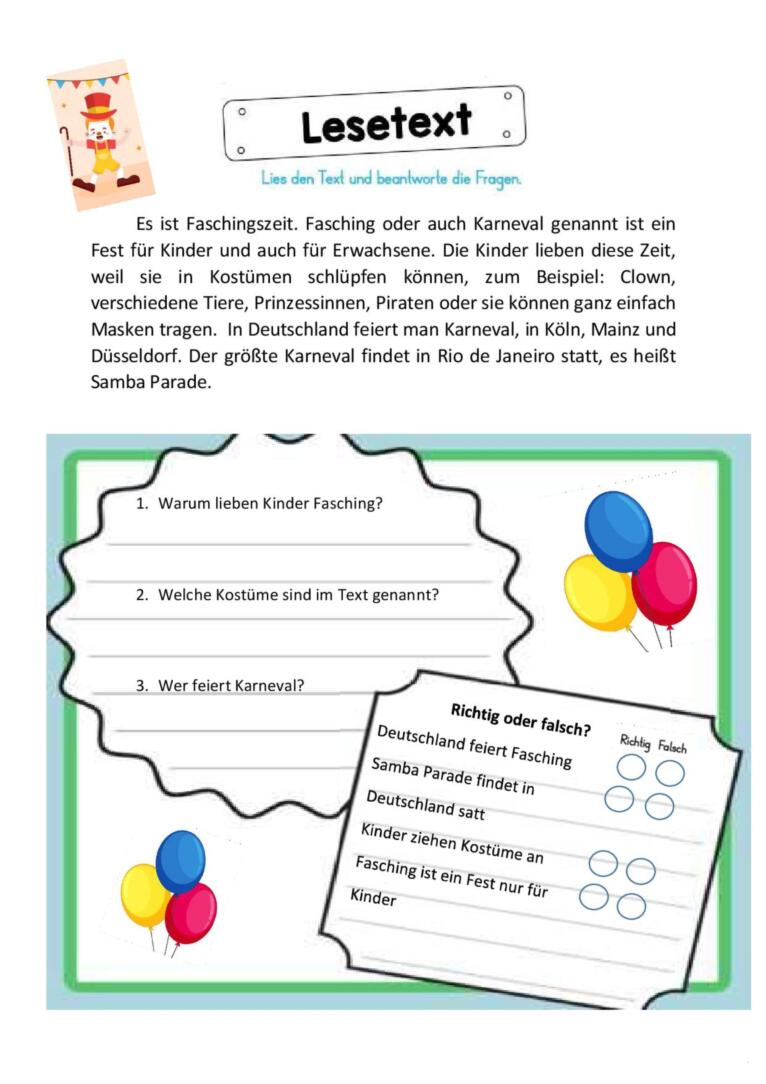 Lesetext
Lies den Text und beantworte die Fragen.
Es ist Faschingszeit. Fasching oder auch Karneval genannt ist ein
Fest für Kinder und auch für Erwachsene. Die Kinder lieben diese Zeit,
weil sie in Kostümen schlüpfen können, zum Beispiel: Clown,
verschiedene Tiere, Prinzessinnen, Piraten oder sie können ganz einfach
Masken tragen. In Deutschland feiert man Karneval, in Köln, Mainz und
Düsseldorf. Der größte Karneval findet in Rio de Janeiro statt, es heißt
Samba Parade.
1. Warum lieben Kinder Fasching?
2. Welche Kostüme sind im Text genannt?
3. Wer feiert Karneval?
Richtig oder falsch?
Richtig Falsch
Deutschland feiert Fasching
Samba Parade findet in
Deutschland satt
Kinder ziehen Kostüme an
Fasching ist ein Fest nur für
Kinder